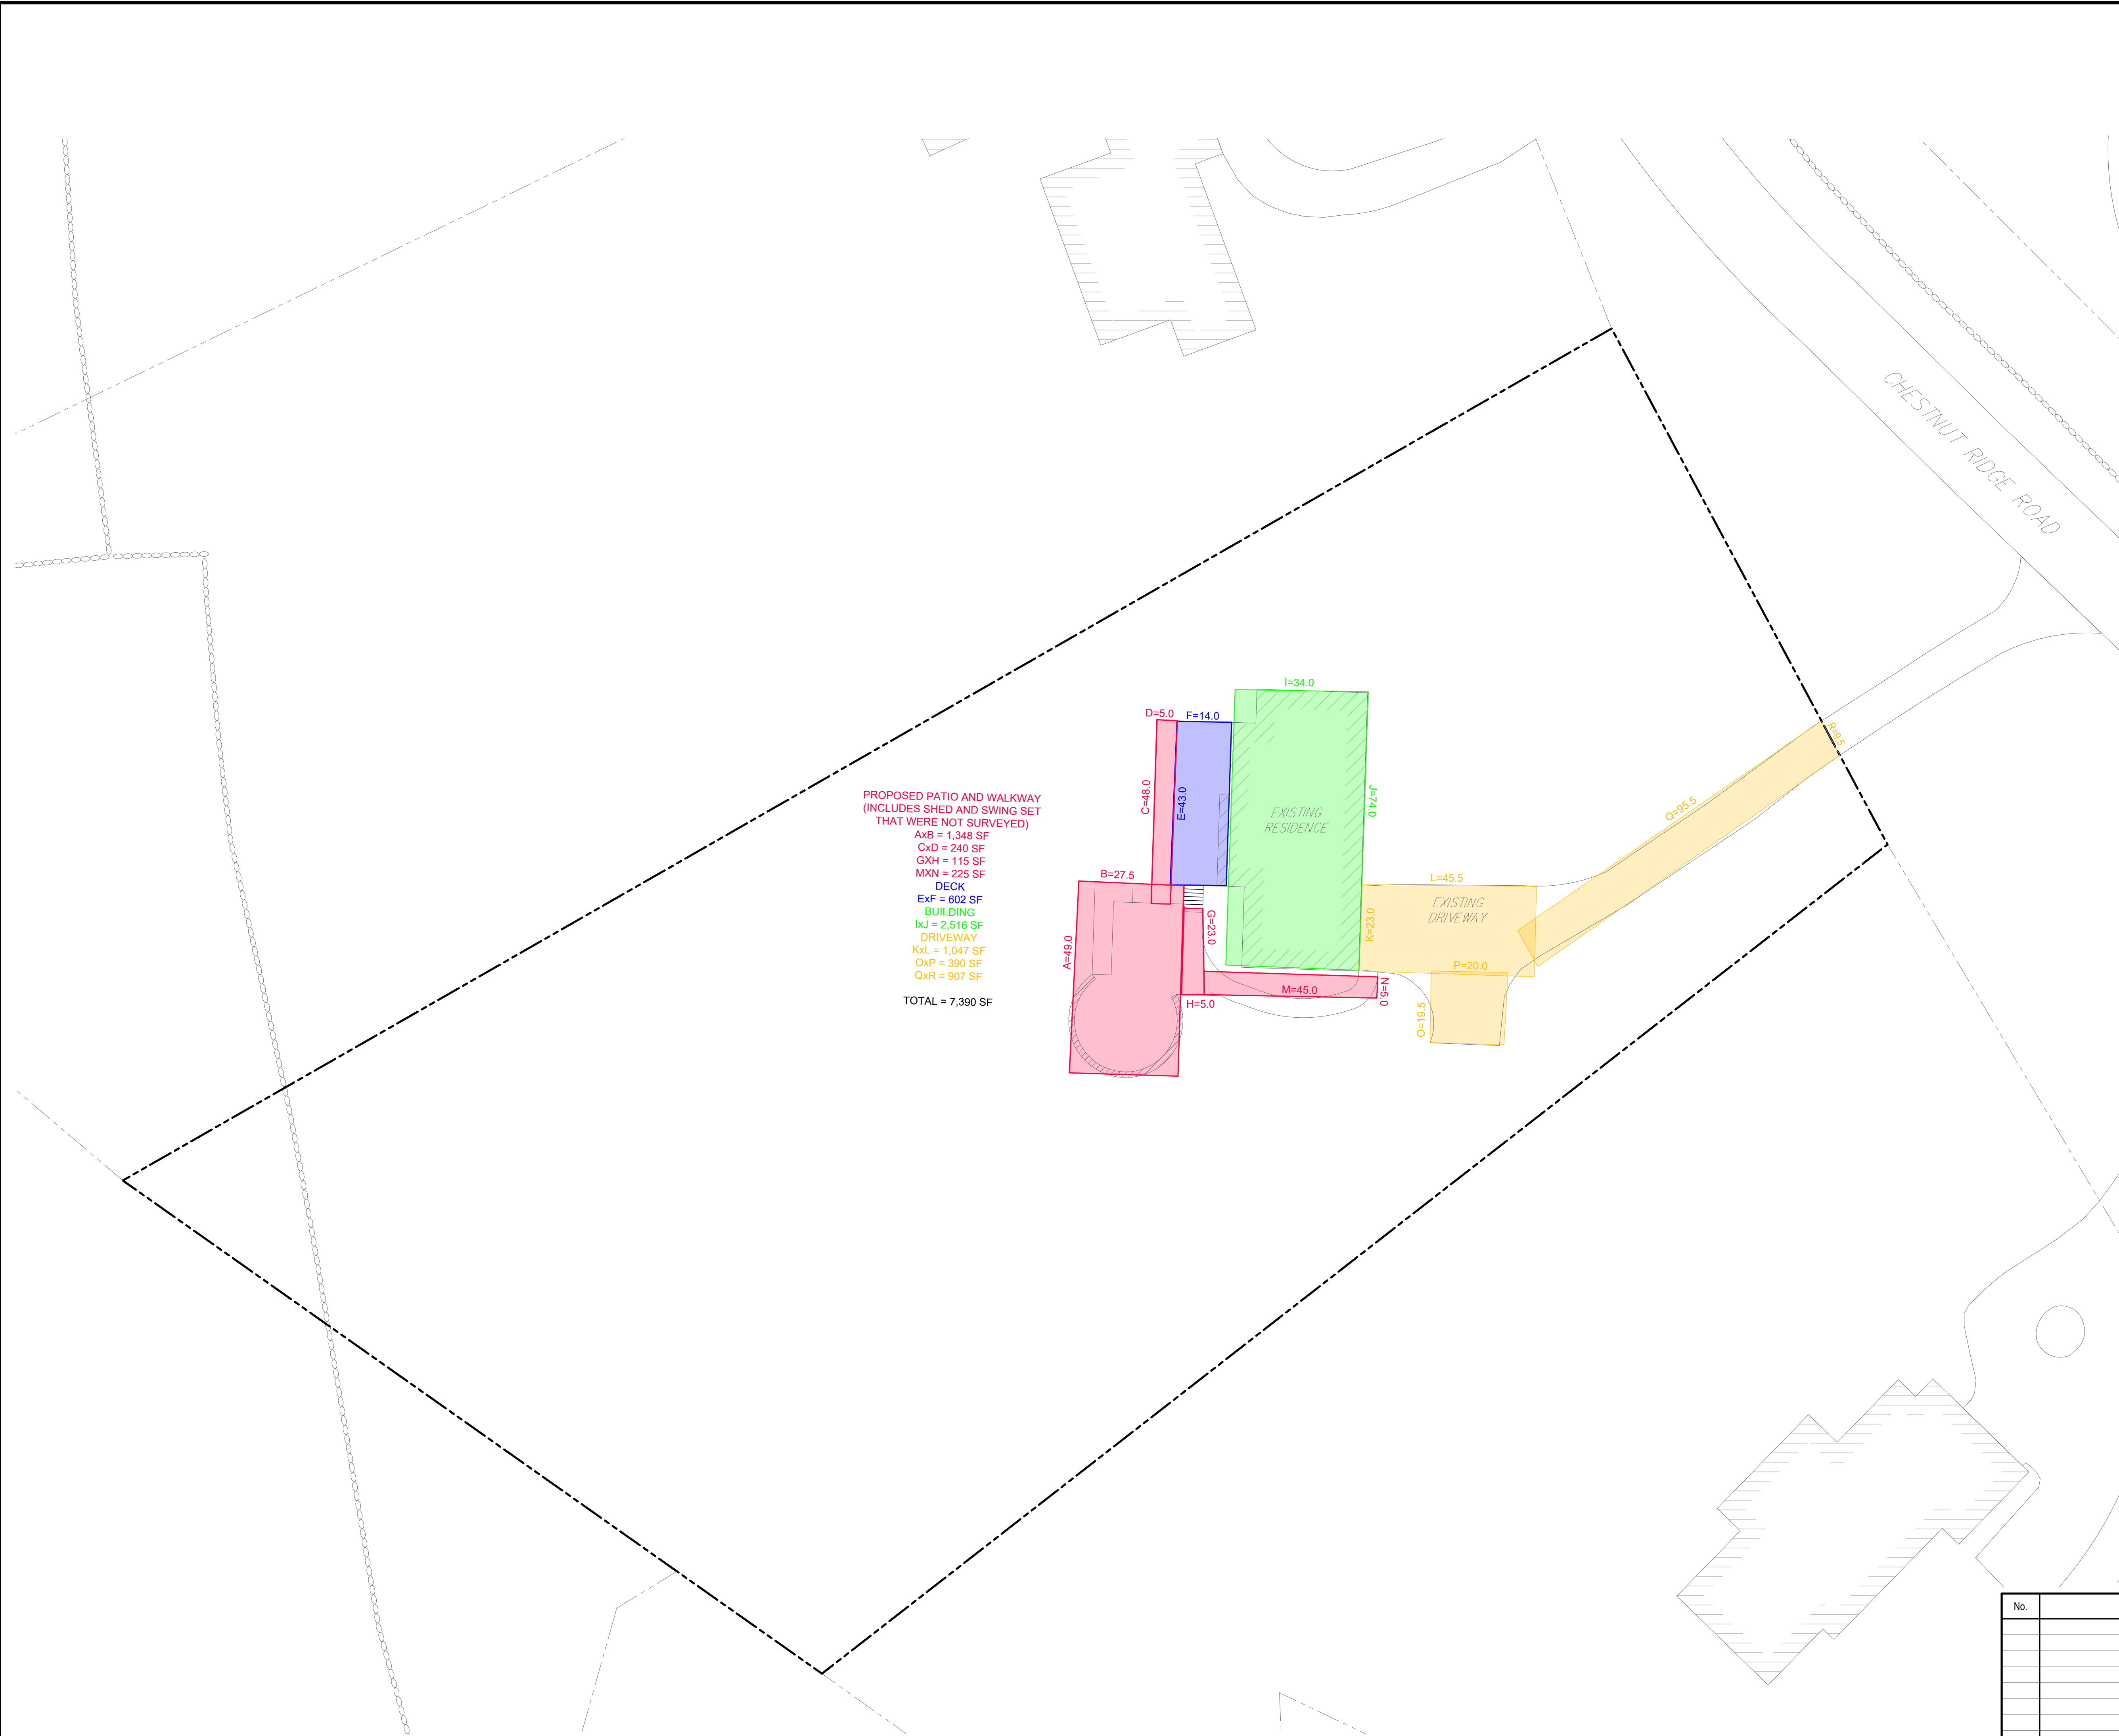 CHESTNUT RIDGE ROAD
I=34.0
D=5.0
F=14.0
R=9.5
C=48.0
E=43.0
J=74.0
EXISTING
RESIDENCE
Q=95.5
PROPOSED PATIO AND WALKWAY
(INCLUDES SHED AND SWING SET
THAT WERE NOT SURVEYED)
AxB = 1,348 SF
CxD = 240 SF
GXH = 115 SF
MXN = 225 SF
DECK
ExF = 602 SF
BUILDING
IxJ = 2,516 SF
DRIVEWAY
KxL = 1,047 SF
OxP = 390 SF
QxR = 907 SF
TOTAL = 7,390 SF
B=27.5
L=45.5
EXISTING
DRIVEWAY
A=49.0
G=23.0
K=23.0
P=20.0
M=45.0
N=5.0
H=5.0
O=19.5
No.